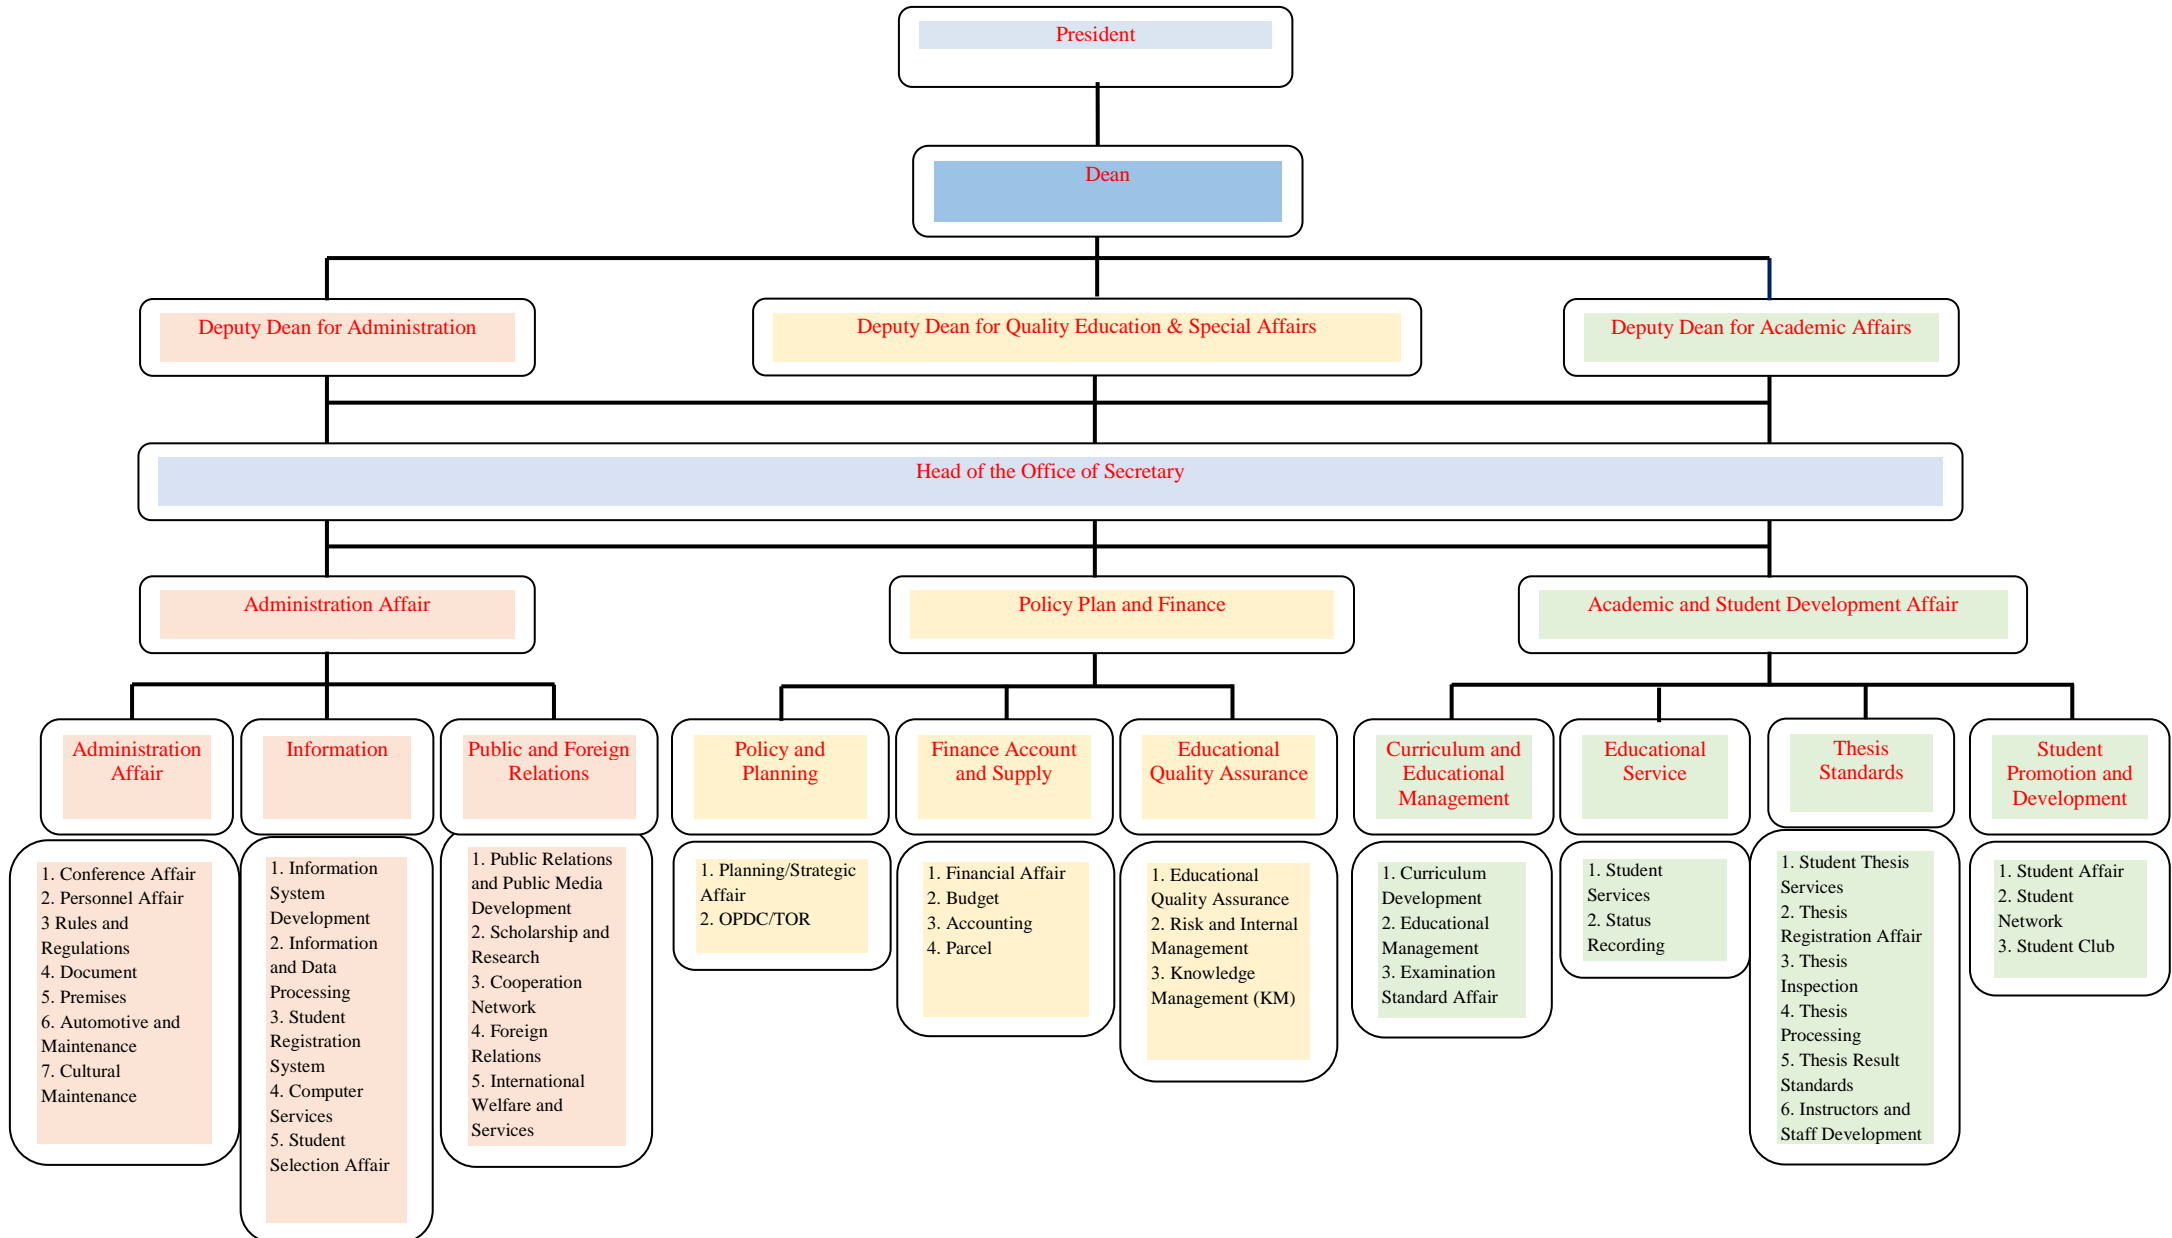 President
Dean
Deputy Dean for Administration
Deputy Dean for Quality Education & Special Affairs
Deputy Dean for Academic Affairs
Head of the Office of Secretary
Administration Affair
Policy Plan and Finance
Academic and Student Development Affair
Administration
Affair
Information
Public and Foreign
Relations
Policy and
Planning
Finance Account
and Supply
Educational
Quality Assurance
Curriculum and
Educational
Management
Educational
Service
Thesis
Standards
Student
Promotion and
Development
1. Conference Affair
2. Personnel Affair
3 Rules and
Regulations
4. Document
5. Premises
6. Automotive and
Maintenance
7. Cultural
Maintenance
1. Information
System
Development
2. Information
and Data
Processing
3. Student
Registration
System
4. Computer
Services
5. Student
Selection Affair
1. Public Relations
and Public Media
Development
2. Scholarship and
Research
3. Cooperation
Network
4. Foreign
Relations
5. International
Welfare and
Services
1. Planning/Strategic
Affair
2. OPDC/TOR
1. Financial Affair
2. Budget
3. Accounting
4. Parcel
1. Educational
Quality Assurance
2. Risk and Internal
Management
3. Knowledge
Management (KM)
1. Curriculum
Development
2. Educational
Management
3. Examination
Standard Affair
1. Student
Services
2. Status
Recording
1. Student Thesis
Services
2. Thesis
Registration Affair
3. Thesis
Inspection
4. Thesis
Processing
5. Thesis Result
Standards
6. Instructors and
Staff Development
1. Student Affair
2. Student
Network
3. Student Club